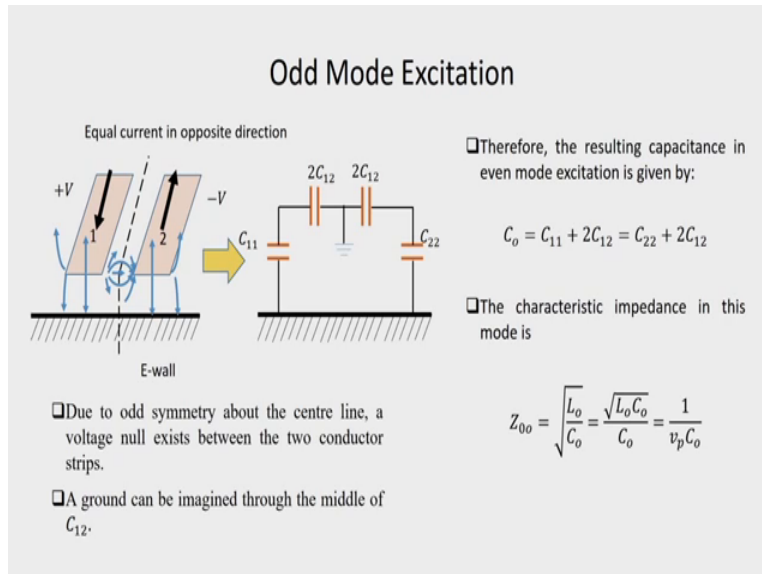 Odd Mode Excitation
Equal current in opposite direction
+V
−V
1
2
E-wall
2C₁₂ 2C₁₂
C₁₁
C₂₂
❑Due to odd symmetry about the centre line, a
voltage null exists between the two conductor
strips.
❑A ground can be imagined through the middle of
C₁₂.
❑Therefore, the resulting capacitance in
even mode excitation is given by:
Cₒ = C₁₁ + 2C₁₂ = C₂₂ + 2C₁₂
❑The characteristic impedance in this
mode is
Z₀ₒ = √(Lₒ/Cₒ) = √(LₒCₒ)/Cₒ = 1/(vₚCₒ)